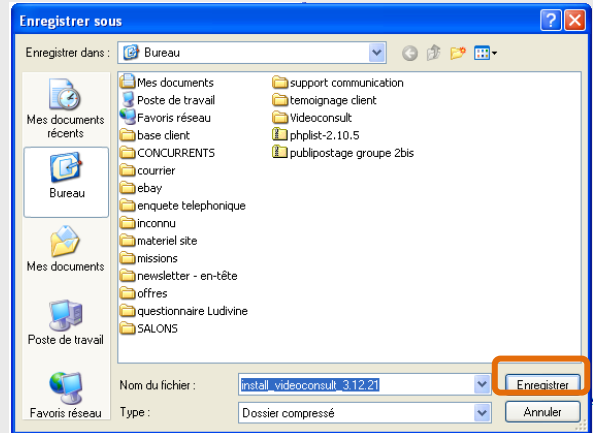 Enregistrer sous
Enregistrer dans : Bureau
Mes documents récents
Bureau
Mes documents
Poste de travail
Favoris réseau
Mes documents
Poste de travail
Favoris réseau
base client
CONCURRENTS
courrier
ebay
enquete telephonique
inconnu
materiel site
missions
newsletter - en-tête
offres
questionnaire Ludivine
SALONS
support communication
temoignage client
Videoconsult
phplist-2.10.5
publipostage groupe 2bis
Nom du fichier : install_videoconsult_3.12.21 Enregistrer
Type : Dossier compressé Annuler